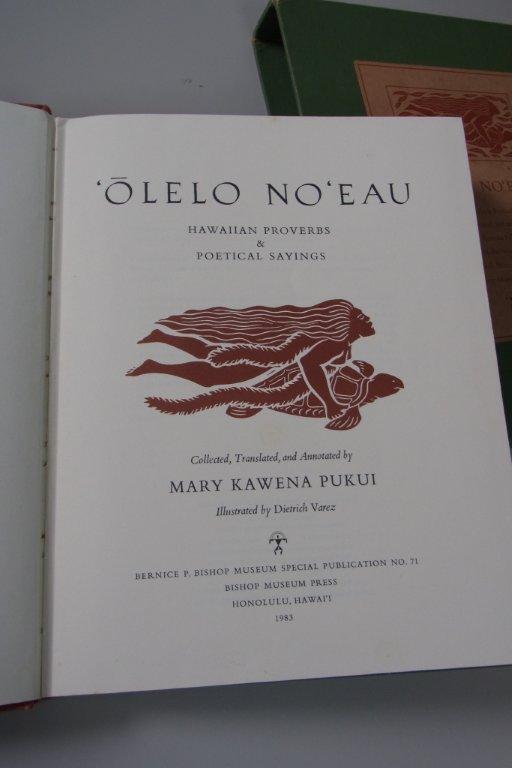 ʻŌLELO NOʻEAU
HAWAIIAN PROVERBS
&
POETICAL SAYINGS
Collected, Translated, and Annotated by
MARY KAWENA PUKUI
Illustrated by Dietrich Varez
BERNICE P. BISHOP MUSEUM SPECIAL PUBLICATION NO. 71
BISHOP MUSEUM PRESS
HONOLULU, HAWAIʻI
1983